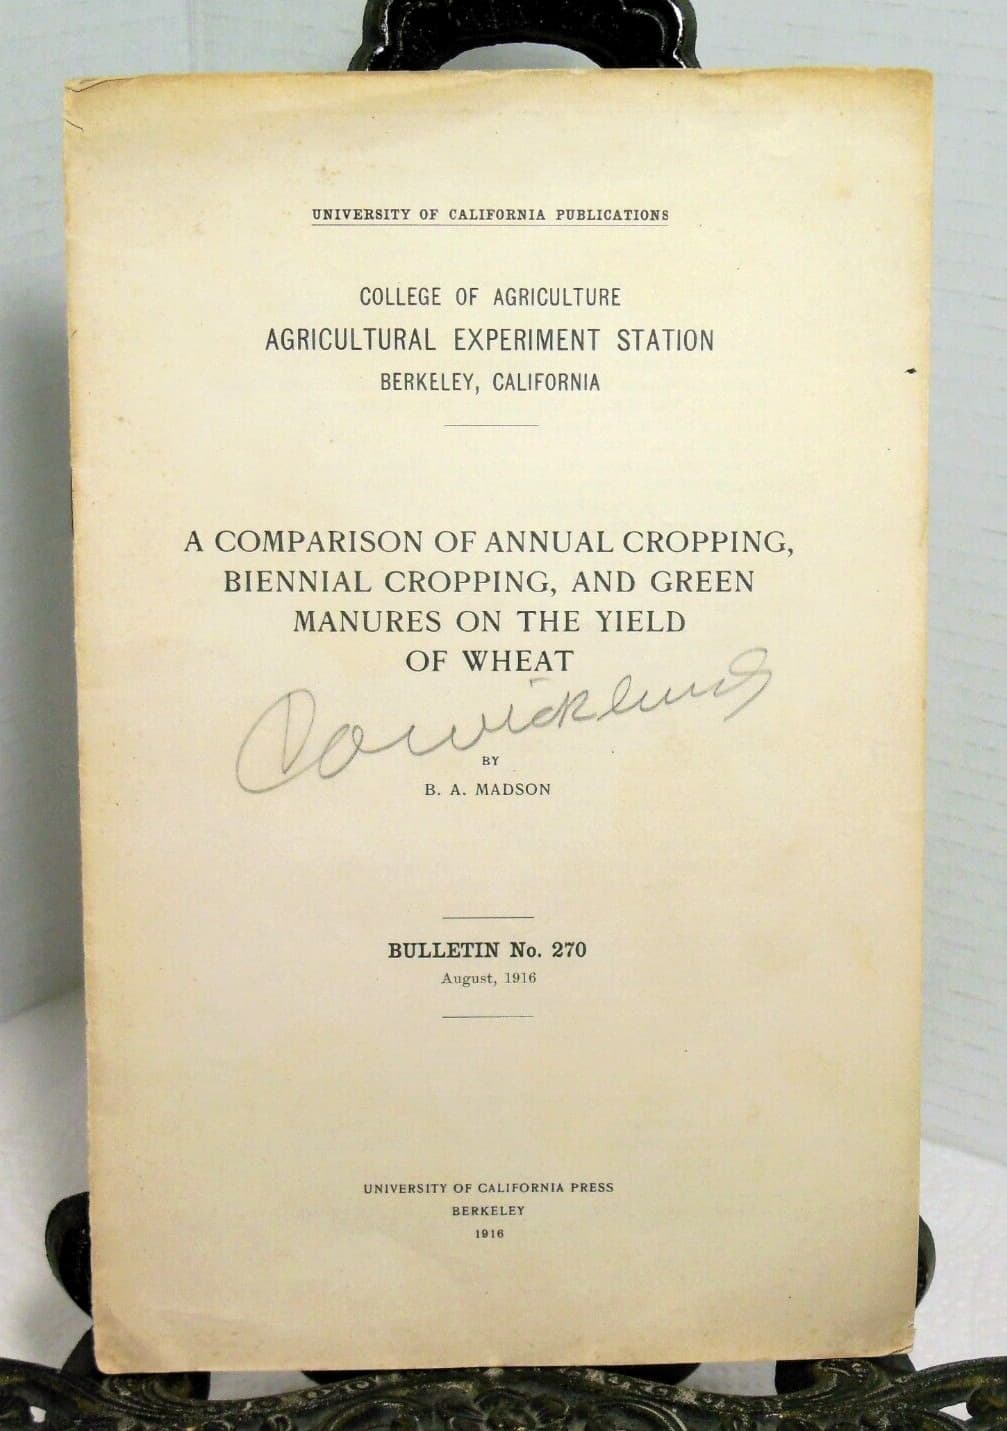 UNIVERSITY OF CALIFORNIA PUBLICATIONS
COLLEGE OF AGRICULTURE
AGRICULTURAL EXPERIMENT STATION
BERKELEY, CALIFORNIA
A COMPARISON OF ANNUAL CROPPING,
BIENNIAL CROPPING, AND GREEN
MANURES ON THE YIELD
OF WHEAT
BY
B. A. MADSON
BULLETIN No. 270
August, 1916
UNIVERSITY OF CALIFORNIA PRESS
BERKELEY
1916